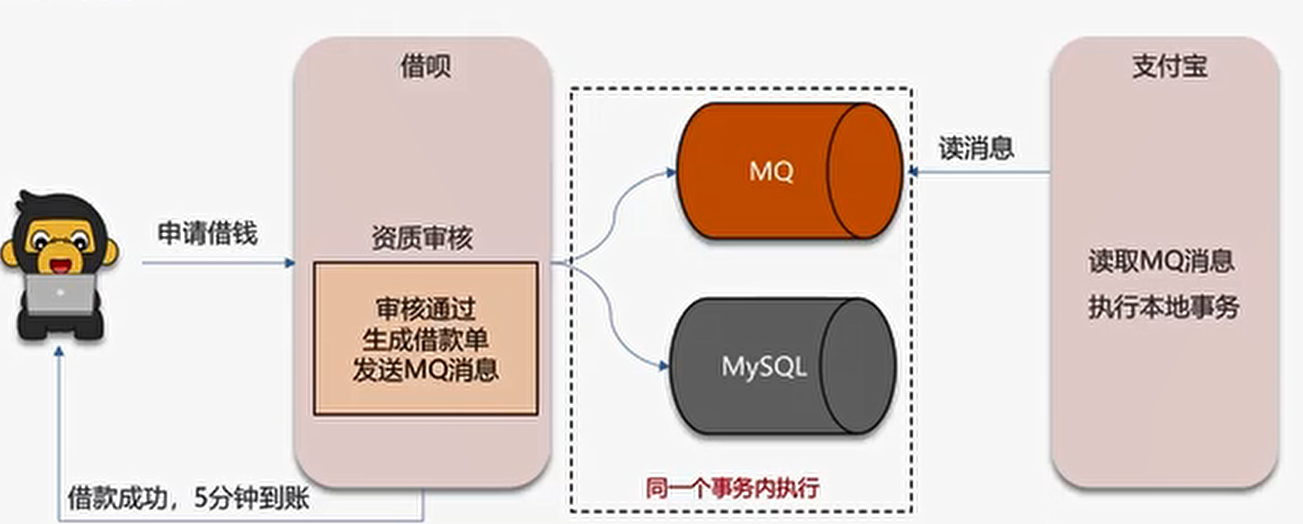 借呗
支付宝
MQ
读消息
申请借钱
资质审核
读取MQ消息
执行本地事务
审核通过
生成借款单
发送MQ消息
MySQL
同一个事务内执行
借款成功，5分钟到账